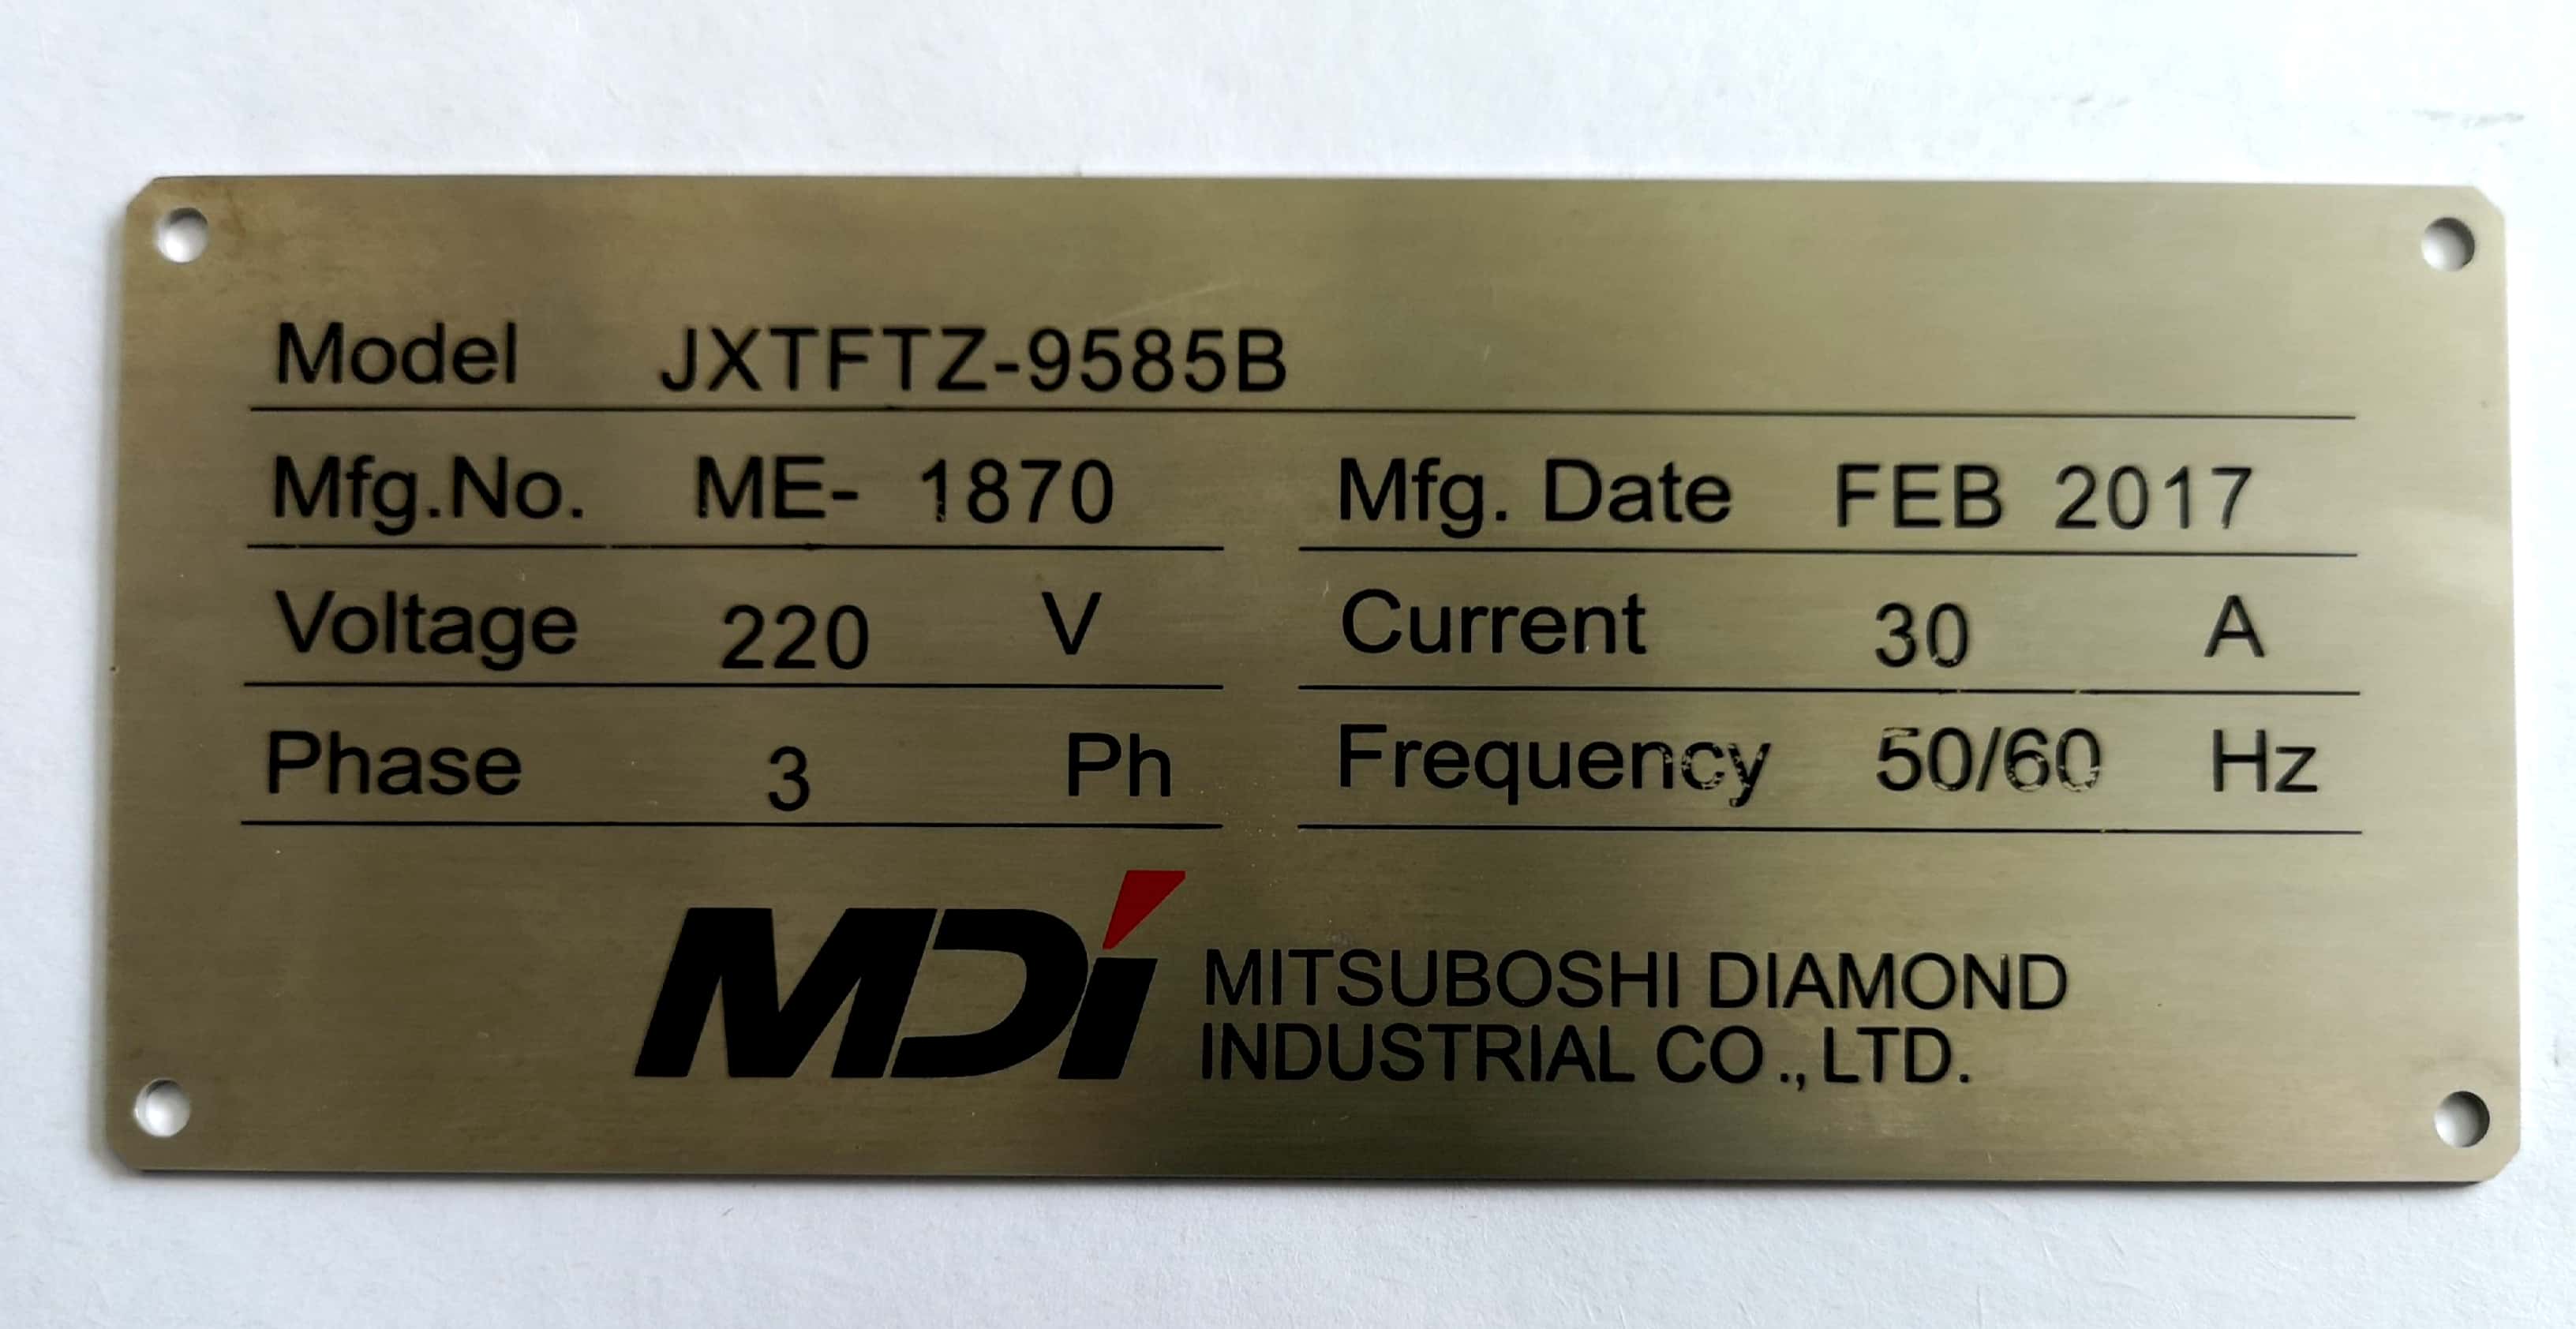 Model JXTFTZ-9585B
Mfg.No. ME- 1870 Mfg. Date FEB 2017
Voltage 220 V Current 30 A
Phase 3 Ph Frequency 50/60 Hz
MDi MITSUBOSHI DIAMOND
INDUSTRIAL CO., LTD.